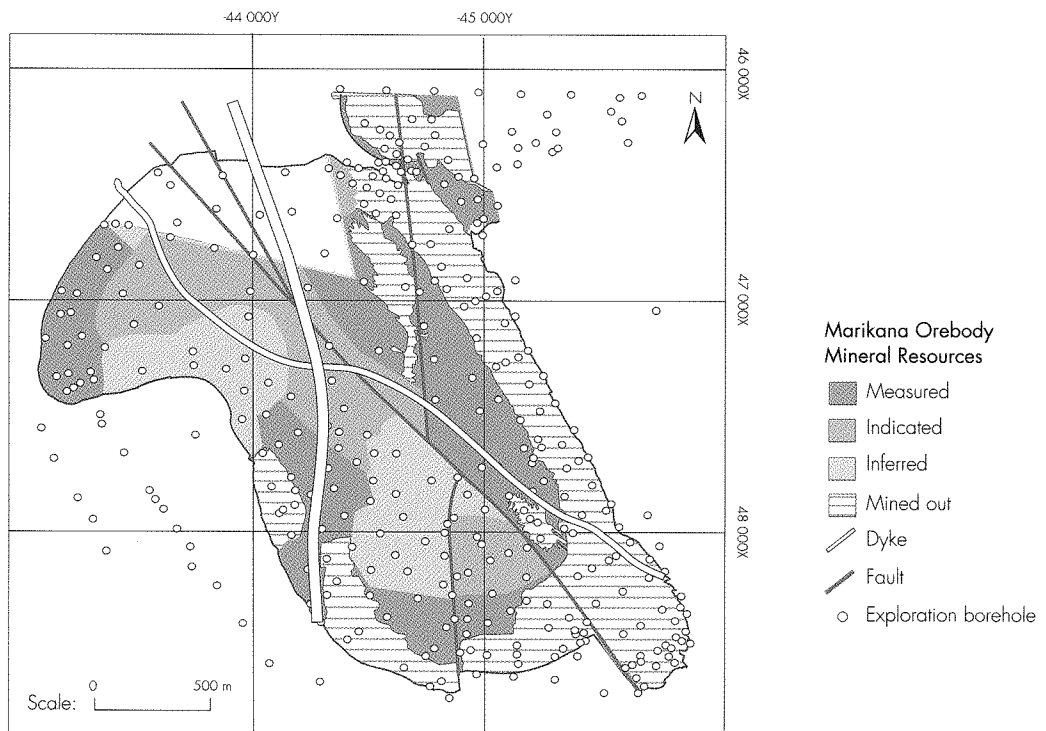 -44 000Y
-45 000Y
46 000X
N
47 000X
48 000X
Marikana Orebody
Mineral Resources
Measured
Indicated
Inferred
Mined out
Dyke
Fault
Exploration borehole
Scale:
0
500 m